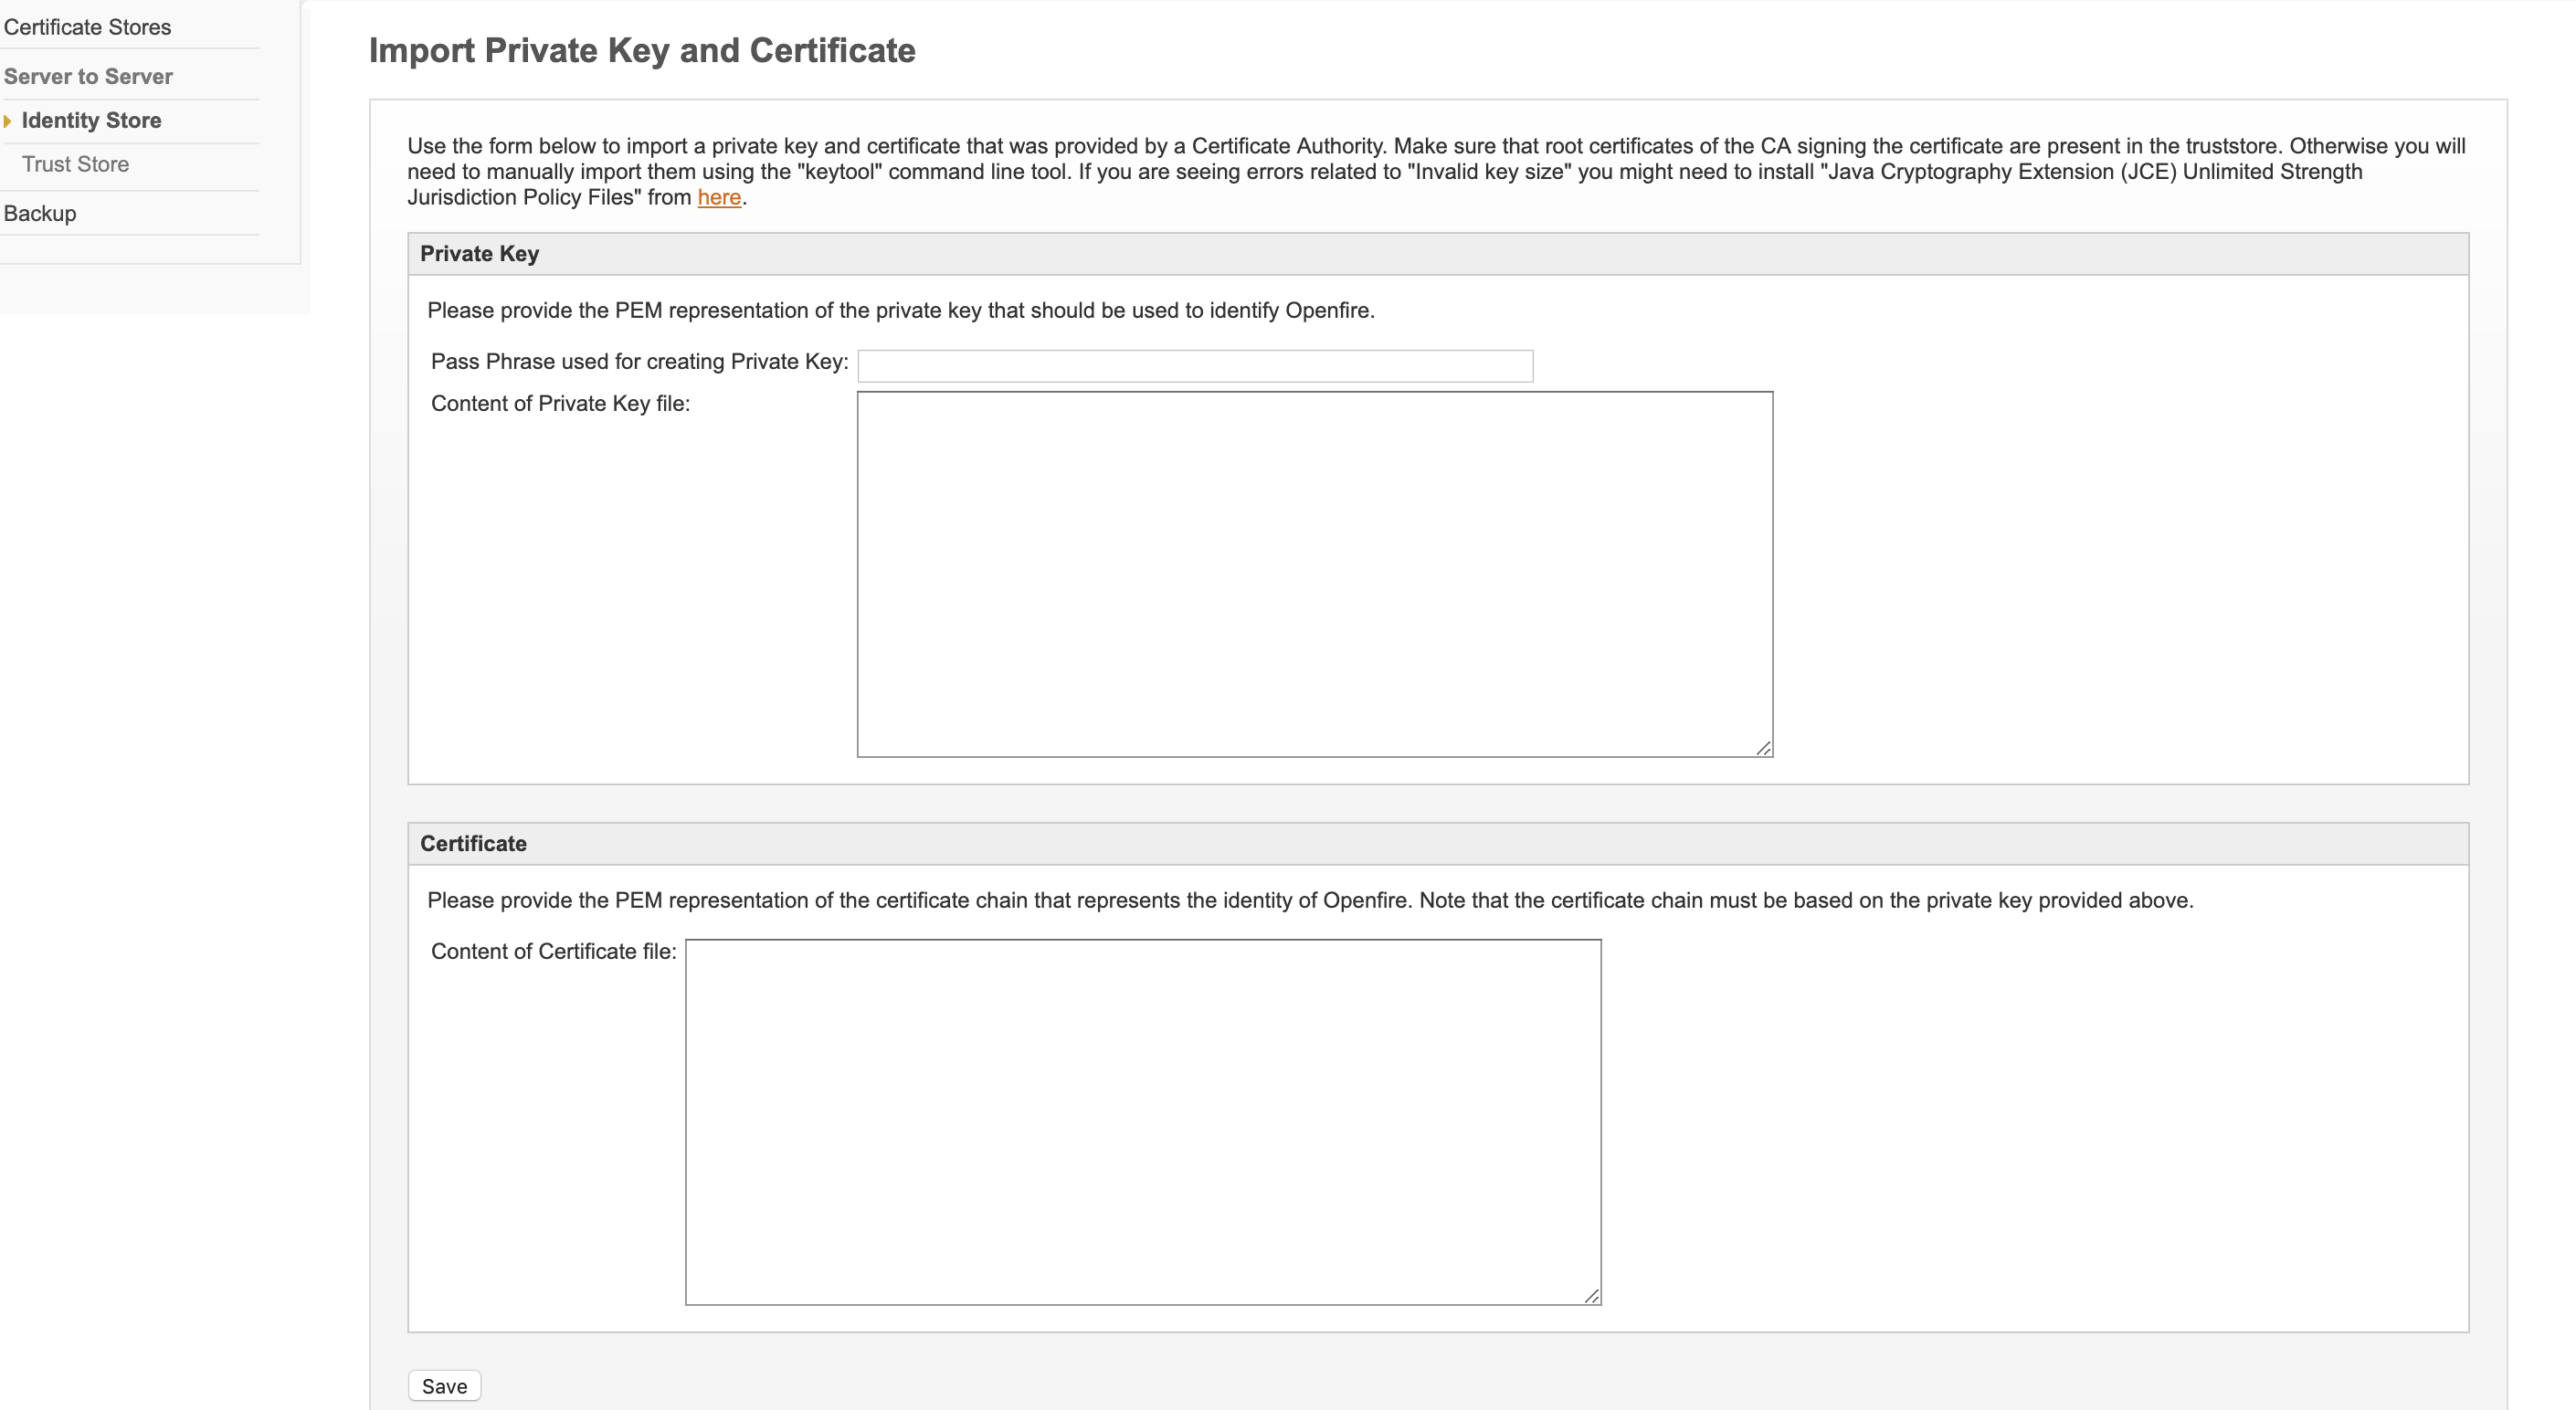 Certificate Stores
Server to Server
Identity Store
Trust Store
Backup
Import Private Key and Certificate
Use the form below to import a private key and certificate that was provided by a Certificate Authority. Make sure that root certificates of the CA signing the certificate are present in the truststore. Otherwise you will
need to manually import them using the "keytool" command line tool. If you are seeing errors related to "Invalid key size" you might need to install "Java Cryptography Extension (JCE) Unlimited Strength
Jurisdiction Policy Files" from here.
Private Key
Please provide the PEM representation of the private key that should be used to identify Openfire.
Pass Phrase used for creating Private Key:
Content of Private Key file:
Certificate
Please provide the PEM representation of the certificate chain that represents the identity of Openfire. Note that the certificate chain must be based on the private key provided above.
Content of Certificate file:
Save